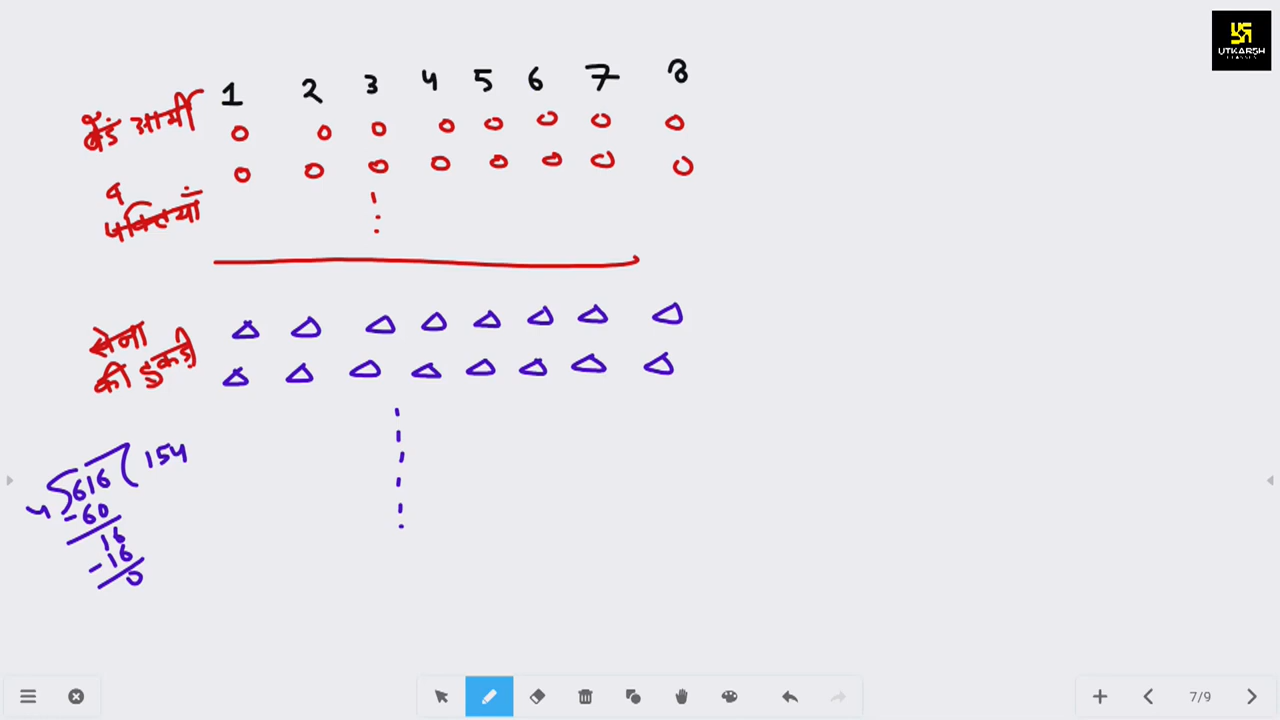 UTKARSH
CLASSES
1 2 3 4 5 6 7 8
बैंड आर्मी
व
पंक्तियाँ
सेना
की टुकड़ी
4)616(154
-60
16
-16
0
7/9